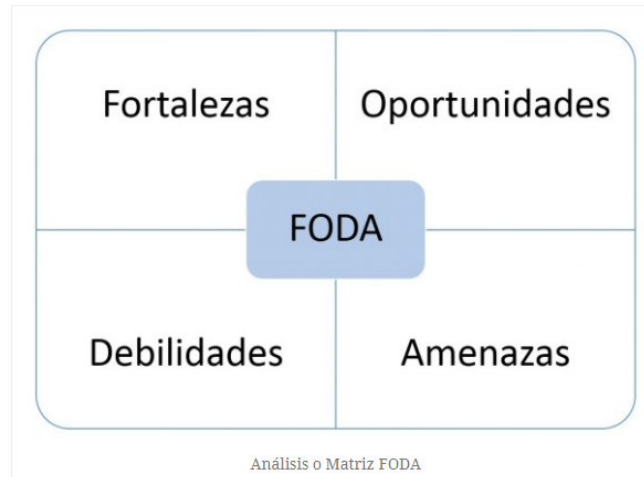 Fortalezas
Oportunidades
FODA
Debilidades
Amenazas
Análisis o Matriz FODA